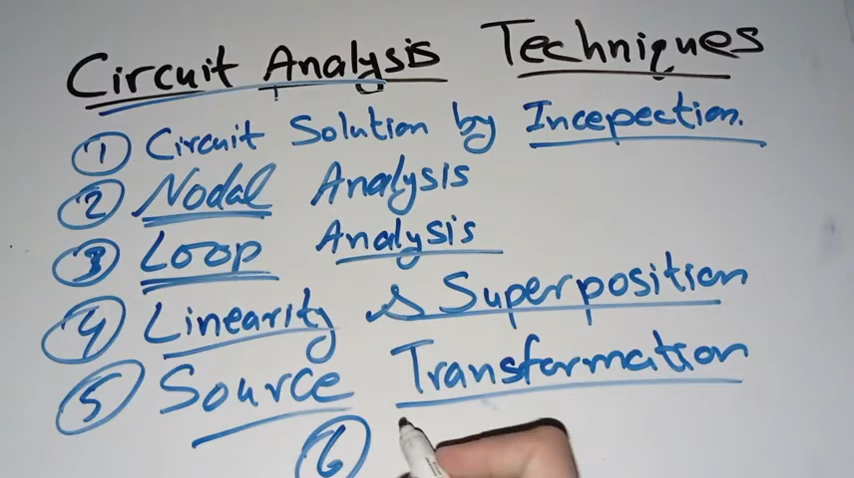 Circuit Analysis Techniques
1 Circuit Solution by Incepection.
2 Nodal Analysis
3 Loop Analysis
4 Linearity & Superposition
5 Source Transformation
6